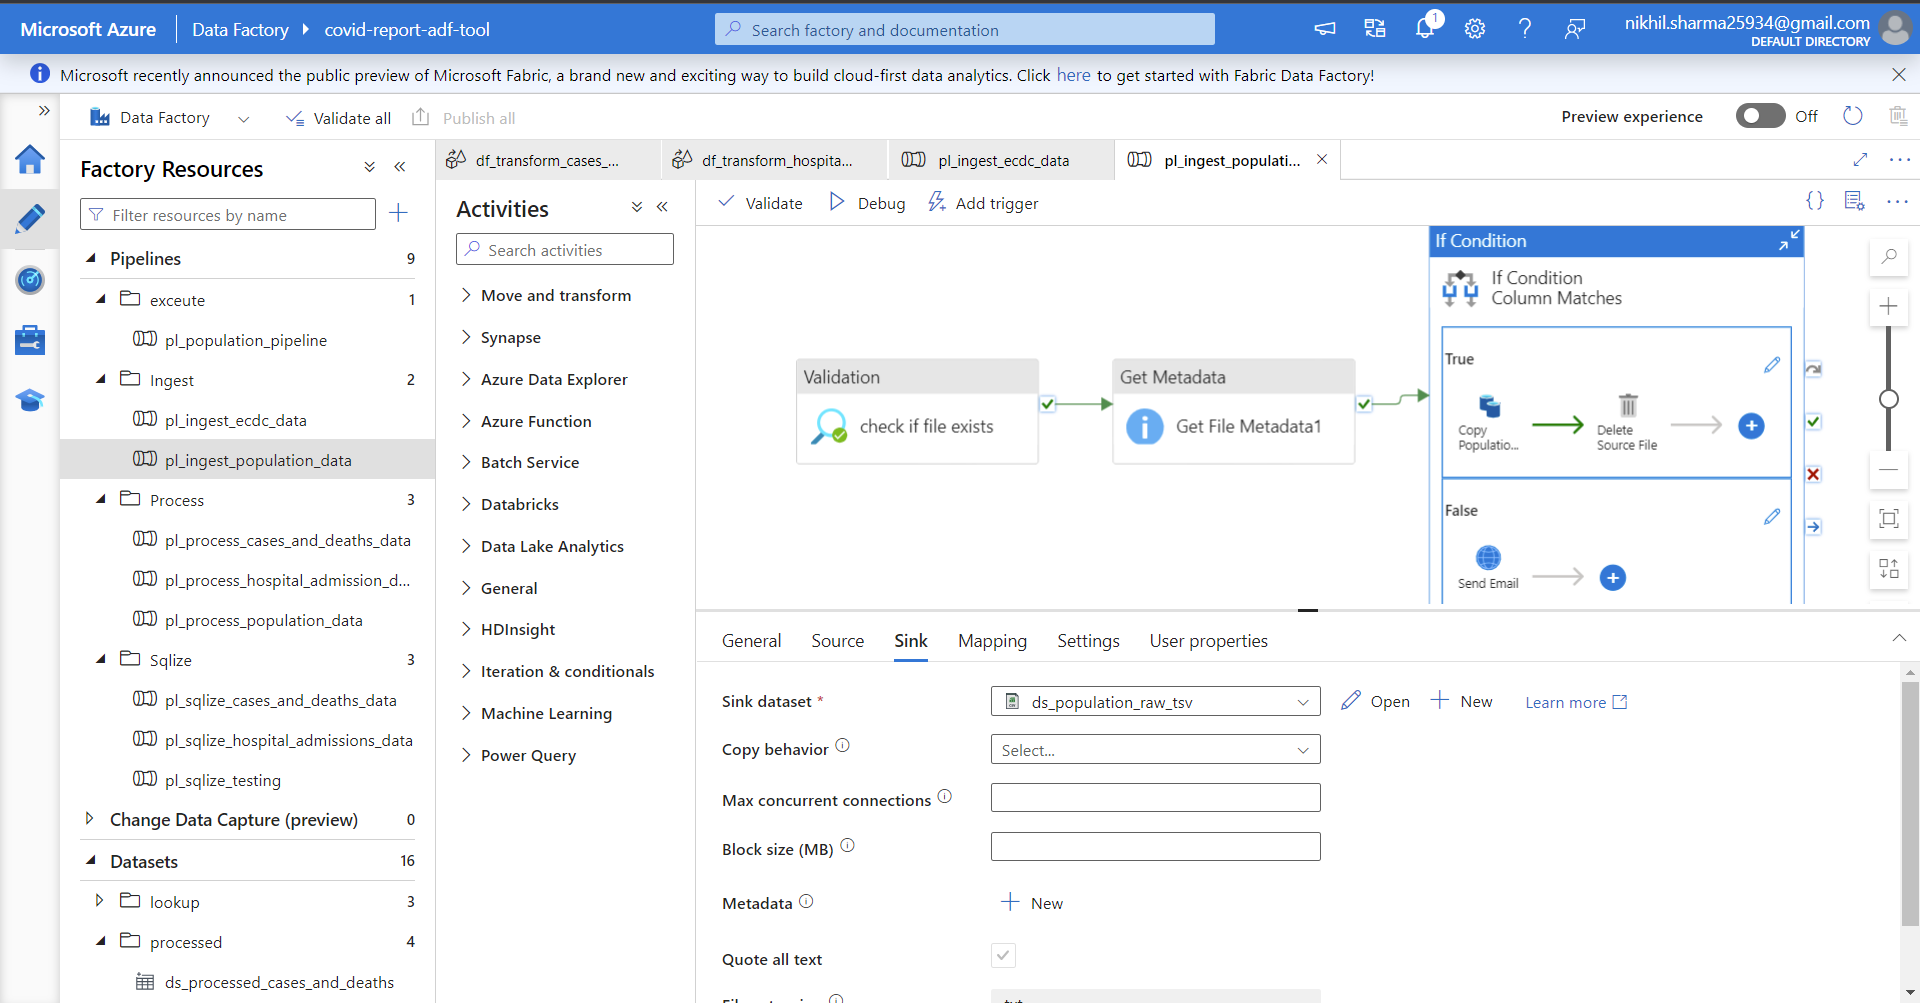 Microsoft Azure
Data Factory
covid-report-adf-tool
Search factory and documentation
1
nikhil.sharma25934@gmail.com
DEFAULT DIRECTORY
Microsoft recently announced the public preview of Microsoft Fabric, a brand new and exciting way to build cloud-first data analytics. Click here to get started with Fabric Data Factory!
Data Factory
Validate all
Publish all
Preview experience
Off
Factory Resources
Filter resources by name
Pipelines 9
exceute 1
pl_population_pipeline
Ingest 2
pl_ingest_ecdc_data
pl_ingest_population_data
Process 3
pl_process_cases_and_deaths_data
pl_process_hospital_admission_d...
pl_process_population_data
Sqlize 3
pl_sqlize_cases_and_deaths_data
pl_sqlize_hospital_admissions_data
pl_sqlize_testing
Change Data Capture (preview) 0
Datasets 16
lookup 3
processed 4
ds_processed_cases_and_deaths
df_transform_cases_...
df_transform_hospita...
pl_ingest_ecdc_data
pl_ingest_populati...
Activities
Search activities
Move and transform
Synapse
Azure Data Explorer
Azure Function
Batch Service
Databricks
Data Lake Analytics
General
HDInsight
Iteration & conditionals
Machine Learning
Power Query
Validate
Debug
Add trigger
Validation
check if file exists
Get Metadata
Get File Metadata1
If Condition
If Condition
Column Matches
True
Copy
Populatio...
Delete
Source File
False
Send Email
General
Source
Sink
Mapping
Settings
User properties
Sink dataset *
ds_population_raw_tsv
Open
New
Learn more
Copy behavior
Select...
Max concurrent connections
Block size (MB)
Metadata
New
Quote all text